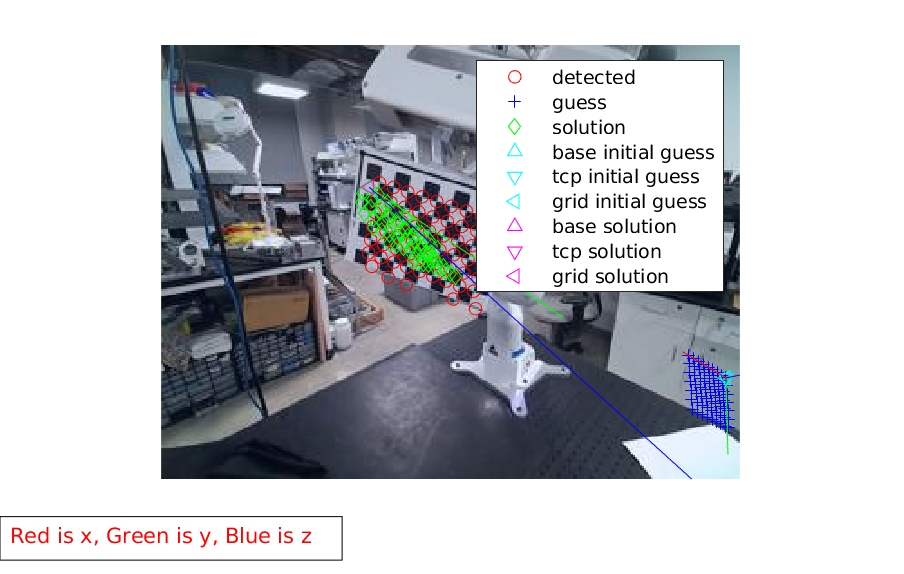 detected
guess
solution
base initial guess
tcp initial guess
grid initial guess
base solution
tcp solution
grid solution
Red is x, Green is y, Blue is z